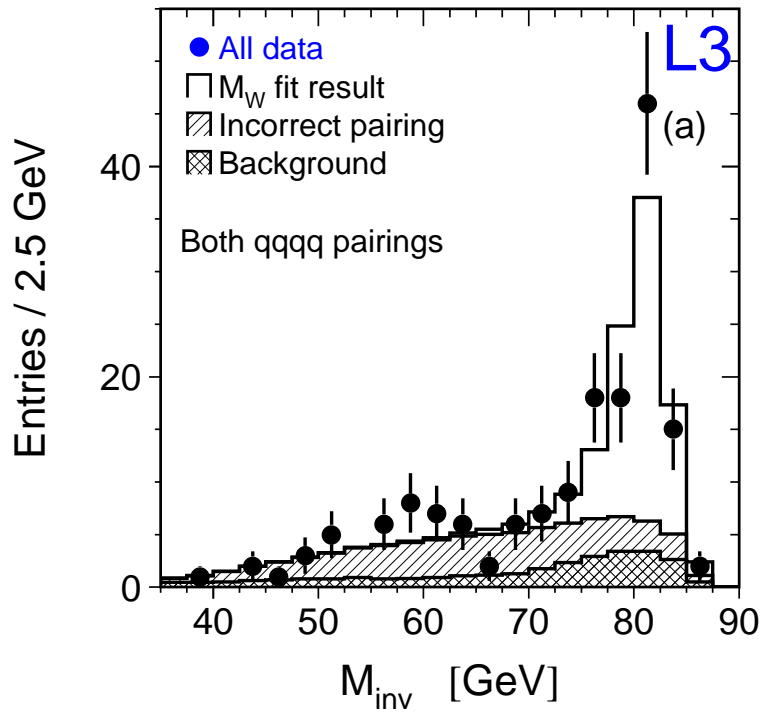 L3
(a)
All data
M_W fit result
Incorrect pairing
Background
Both qqqq pairings
Entries / 2.5 GeV
0
20
40
40 50 60 70 80 90
M_inv [GeV]